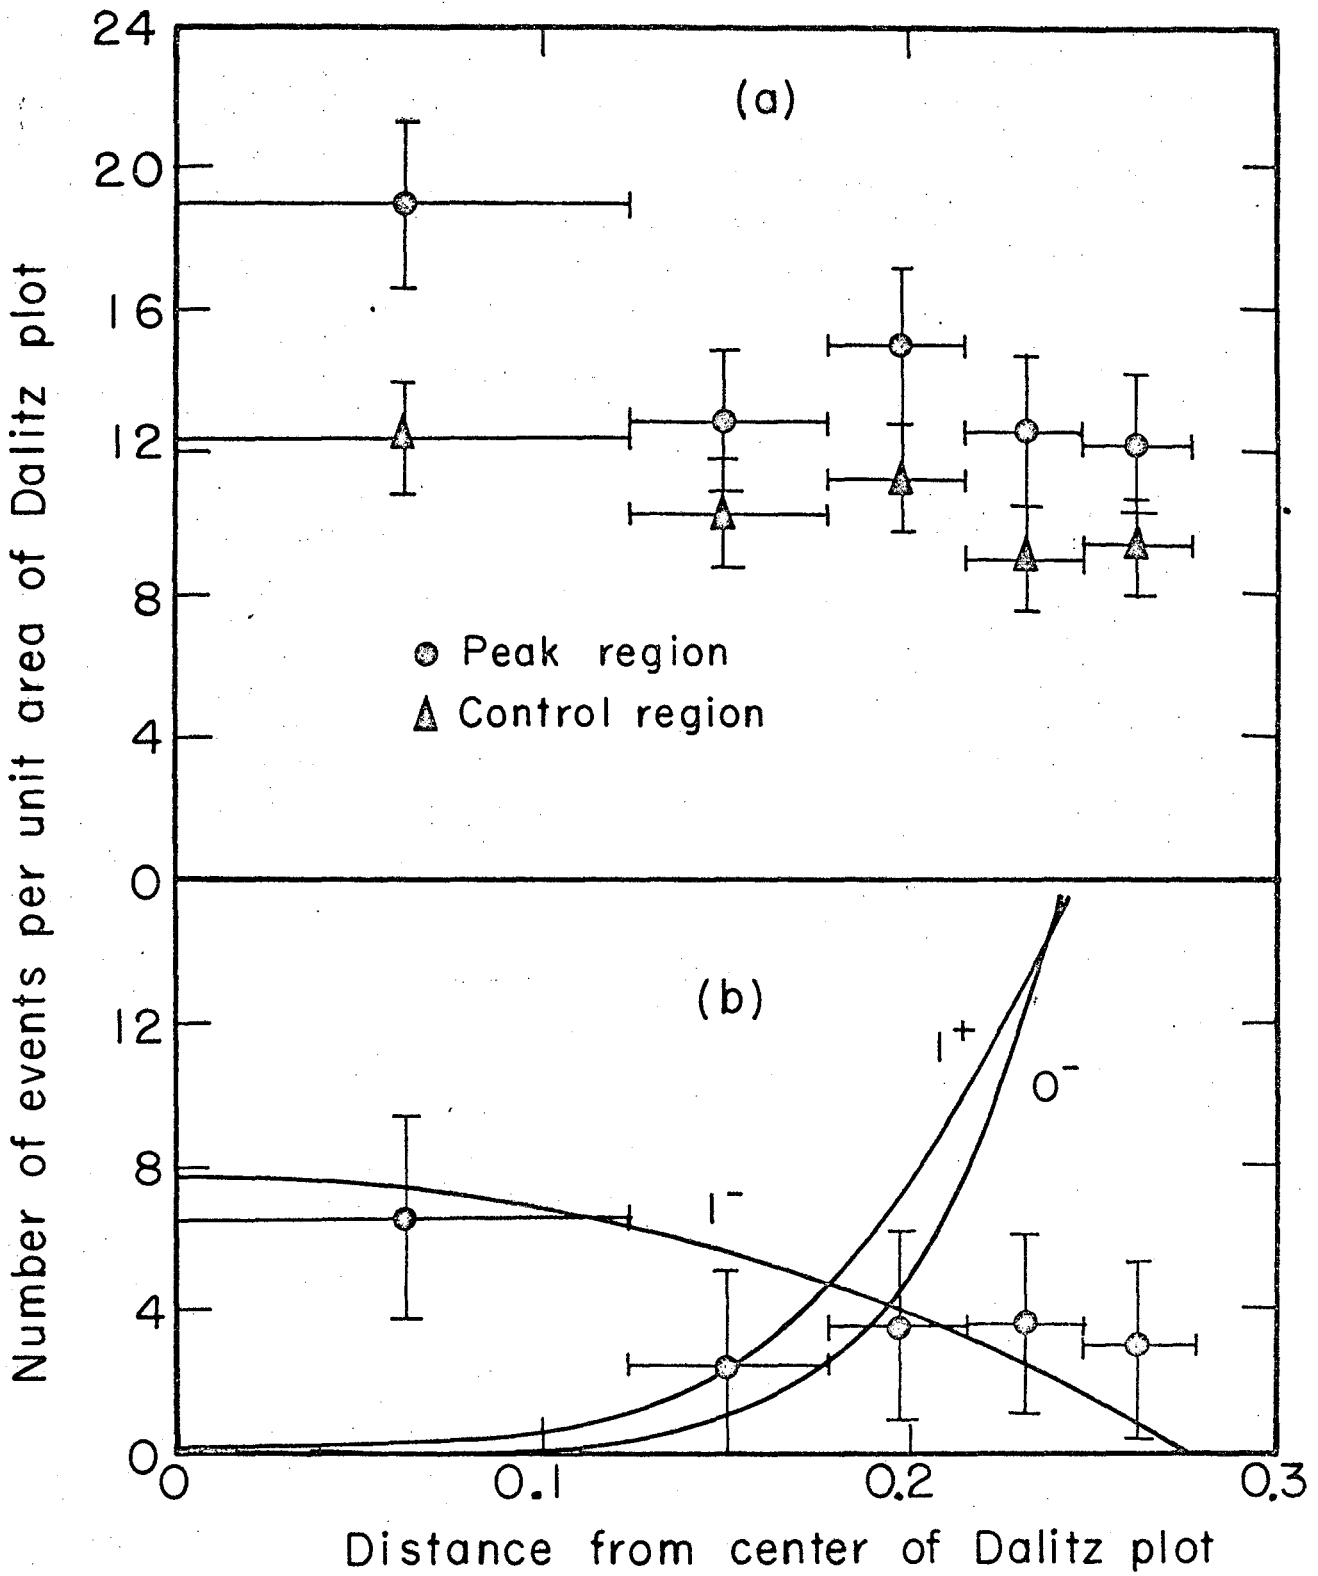 24
(a)
20
16
12
8
Peak region
Control region
4
0
(b)
12
1+
0-
8
1-
4
0
0 0.1 0.2 0.3
Distance from center of Dalitz plot
Number of events per unit area of Dalitz plot